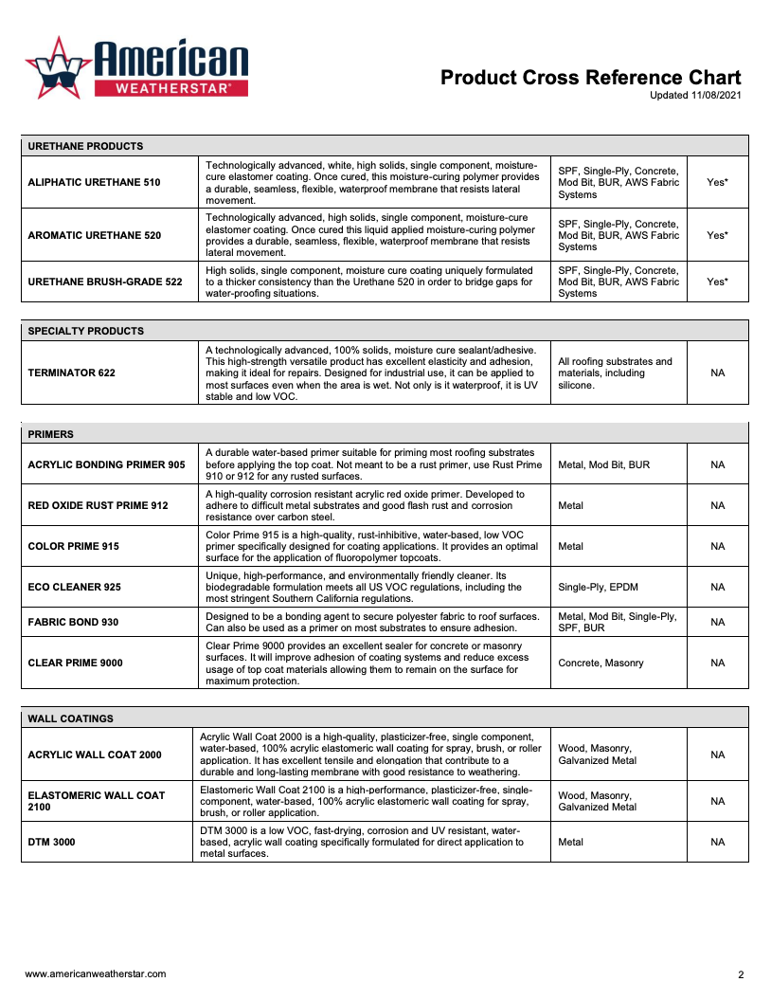 American
WEATHERSTAR®
Product Cross Reference Chart
Updated 11/08/2021
URETHANE PRODUCTS
ALIPHATIC URETHANE 510
Technologically advanced, white, high solids, single component, moisture-
cure elastomer coating. Once cured, this moisture-curing polymer provides
a durable, seamless, flexible, waterproof membrane that resists lateral
movement.
SPF, Single-Ply, Concrete,
Mod Bit, BUR, AWS Fabric
Systems
Yes*
AROMATIC URETHANE 520
Technologically advanced, high solids, single component, moisture-cure
elastomer coating. Once cured this liquid applied moisture-curing polymer
provides a durable, seamless, flexible, waterproof membrane that resists
lateral movement.
SPF, Single-Ply, Concrete,
Mod Bit, BUR, AWS Fabric
Systems
Yes*
URETHANE BRUSH-GRADE 522
High solids, single component, moisture cure coating uniquely formulated
to a thicker consistency than the Urethane 520 in order to bridge gaps for
water-proofing situations.
SPF, Single-Ply, Concrete,
Mod Bit, BUR, AWS Fabric
Systems
Yes*
SPECIALTY PRODUCTS
TERMINATOR 622
A technologically advanced, 100% solids, moisture cure sealant/adhesive.
This high-strength versatile product has excellent elasticity and adhesion,
making it ideal for repairs. Designed for industrial use, it can be applied to
most surfaces even when the area is wet. Not only is it waterproof, it is UV
stable and low VOC.
All roofing substrates and
materials, including
silicone.
NA
PRIMERS
ACRYLIC BONDING PRIMER 905
A durable water-based primer suitable for priming most roofing substrates
before applying the top coat. Not meant to be a rust primer, use Rust Prime
910 or 912 for any rusted surfaces.
Metal, Mod Bit, BUR
NA
RED OXIDE RUST PRIME 912
A high-quality corrosion resistant acrylic red oxide primer. Developed to
adhere to difficult metal substrates and good flash rust and corrosion
resistance over carbon steel.
Metal
NA
COLOR PRIME 915
Color Prime 915 is a high-quality, rust-inhibitive, water-based, low VOC
primer specifically designed for coating applications. It provides an optimal
surface for the application of fluoropolymer topcoats.
Metal
NA
ECO CLEANER 925
Unique, high-performance, and environmentally friendly cleaner. Its
biodegradable formulation meets all US VOC regulations, including the
most stringent Southern California regulations.
Single-Ply, EPDM
NA
FABRIC BOND 930
Designed to be a bonding agent to secure polyester fabric to roof surfaces.
Can also be used as a primer on most substrates to ensure adhesion.
Metal, Mod Bit, Single-Ply,
SPF, BUR
NA
CLEAR PRIME 9000
Clear Prime 9000 provides an excellent sealer for concrete or masonry
surfaces. It will improve adhesion of coating systems and reduce excess
usage of top coat materials allowing them to remain on the surface for
maximum protection.
Concrete, Masonry
NA
WALL COATINGS
ACRYLIC WALL COAT 2000
Acrylic Wall Coat 2000 is a high-quality, plasticizer-free, single component,
water-based, 100% acrylic elastomeric wall coating for spray, brush, or roller
application. It has excellent tensile and elongation that contribute to a
durable and long-lasting membrane with good resistance to weathering.
Wood, Masonry,
Galvanized Metal
NA
ELASTOMERIC WALL COAT
2100
Elastomeric Wall Coat 2100 is a high-performance, plasticizer-free, single-
component, water-based, 100% acrylic elastomeric wall coating for spray,
brush, or roller application.
Wood, Masonry,
Galvanized Metal
NA
DTM 3000
DTM 3000 is a low VOC, fast-drying, corrosion and UV resistant, water-
based, acrylic wall coating specifically formulated for direct application to
metal surfaces.
Metal
NA
www.americanweatherstar.com
2